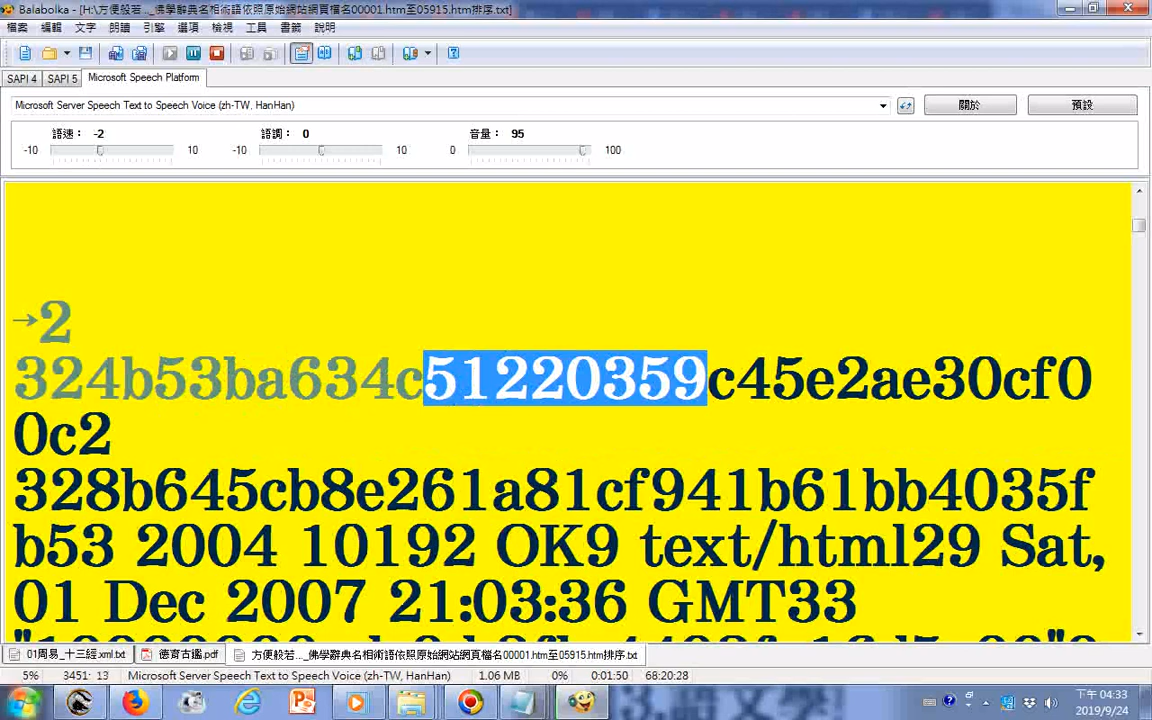 Balabolka - [H:\方便般若 .._佛學辭典名相術語依照原始網站網頁檔名00001.htm至05915.htm排序.txt]
檔案 編輯 文字 朗讀 引擎 選項 檢視 工具 書籤 說明
SAPI 4 SAPI 5 Microsoft Speech Platform
Microsoft Server Speech Text to Speech Voice (zh-TW, HanHan) 關於 預設
語速： -2 語調： 0 音量： 95
-10 10 -10 10 0 100
→2
324b53ba634c51220359c45e2ae30cf0
0c2
328b645cb8e261a81cf941b61bb4035f
b53 2004 10192 OK9 text/html29 Sat,
01 Dec 2007 21:03:36 GMT33
01周易_十三經.xml.txt 德育古鑑.pdf 方便般若..._佛學辭典名相術語依照原始網站網頁檔名00001.htm至05915.htm排序.txt
5% 3451: 13 Microsoft Server Speech Text to Speech Voice (zh-TW, HanHan) 1.06 MB 0% 0:01:50 68:20:28
下午 04:33
2019/9/24